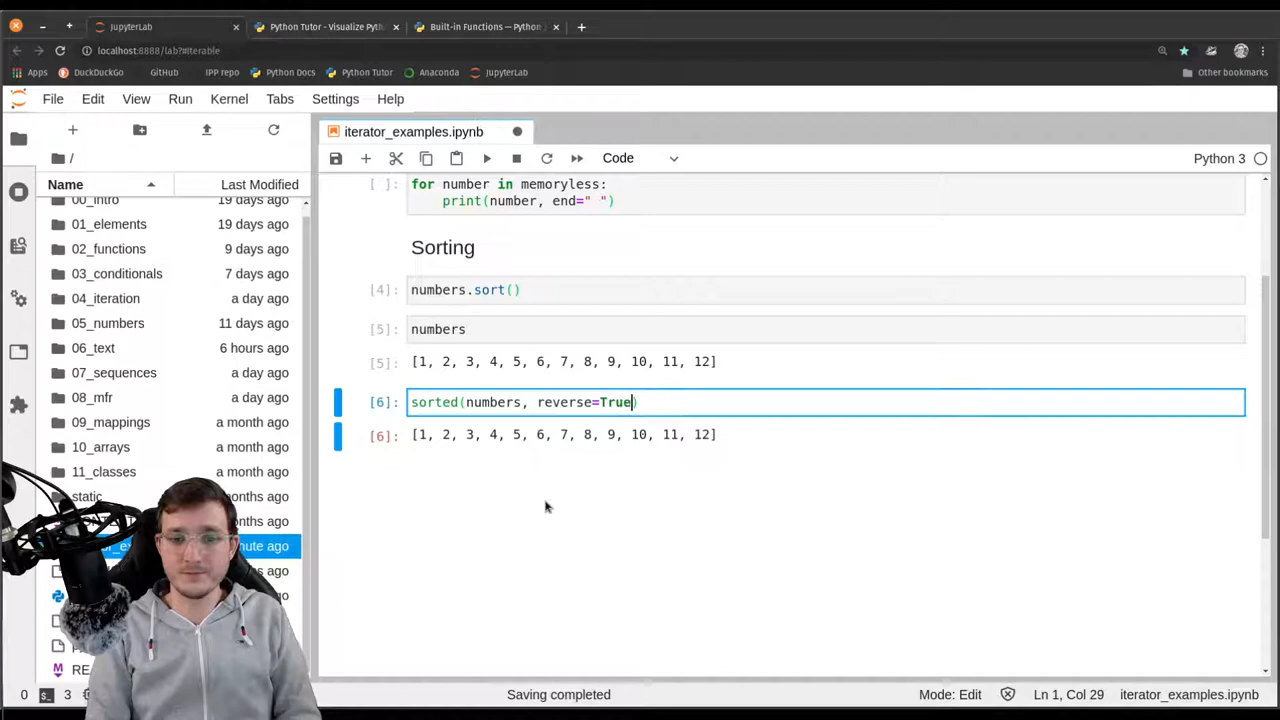 JupyterLab
Python Tutor - Visualize Pyth
Built-in Functions — Python
localhost:8888/lab?#Iterable
Apps
DuckDuckGo
GitHub
IPP repo
Python Docs
Python Tutor
Anaconda
JupyterLab
Other bookmarks
File Edit View Run Kernel Tabs Settings Help
iterator_examples.ipynb
/
Code
Python 3
Name
Last Modified
00_intro 19 days ago
01_elements 19 days ago
02_functions 9 days ago
03_conditionals 7 days ago
04_iteration a day ago
05_numbers 11 days ago
06_text 6 hours ago
07_sequences a day ago
08_mfr a day ago
09_mappings a month ago
10_arrays a month ago
11_classes a month ago
static onths ago
ago
nute ago
ago
ago
M RE
[ ]: for number in memoryless:
print(number, end=" ")
Sorting
[4]: numbers.sort()
[5]: numbers
[5]: [1, 2, 3, 4, 5, 6, 7, 8, 9, 10, 11, 12]
[6]: sorted(numbers, reverse=True)
[6]: [1, 2, 3, 4, 5, 6, 7, 8, 9, 10, 11, 12]
0
$_
3
Saving completed
Mode: Edit
Ln 1, Col 29
iterator_examples.ipynb